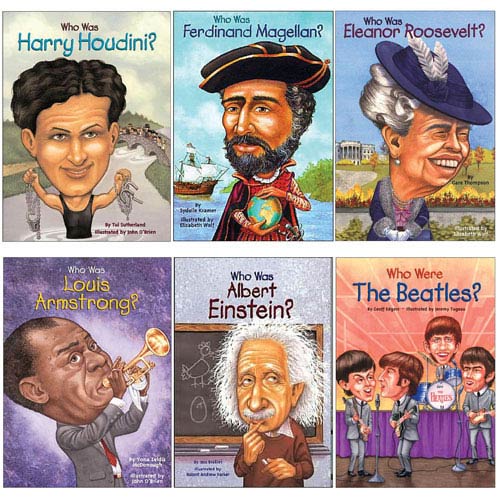 Who Was
Harry Houdini?
By Tui Sutherland
Illustrated by John O'Brien
Who Was
Ferdinand Magellan?
By
Sydelle Kramer
Illustrated by
Elizabeth Wolf
Who Was
Eleanor Roosevelt?
By
Gare Thompson
Illustrated by
Elizabeth Wolf
Who Was
Louis
Armstrong?
By Yona Zeldis
McDonough
Illustrated by
John O'Brien
Who Was
Albert
Einstein?
By Jess Brallier
Illustrated by
Robert Andrew Parker
Who Were
The Beatles?
By Geoff Edgers
Illustrated by Jeremy Tugeau
THE
BEATLES